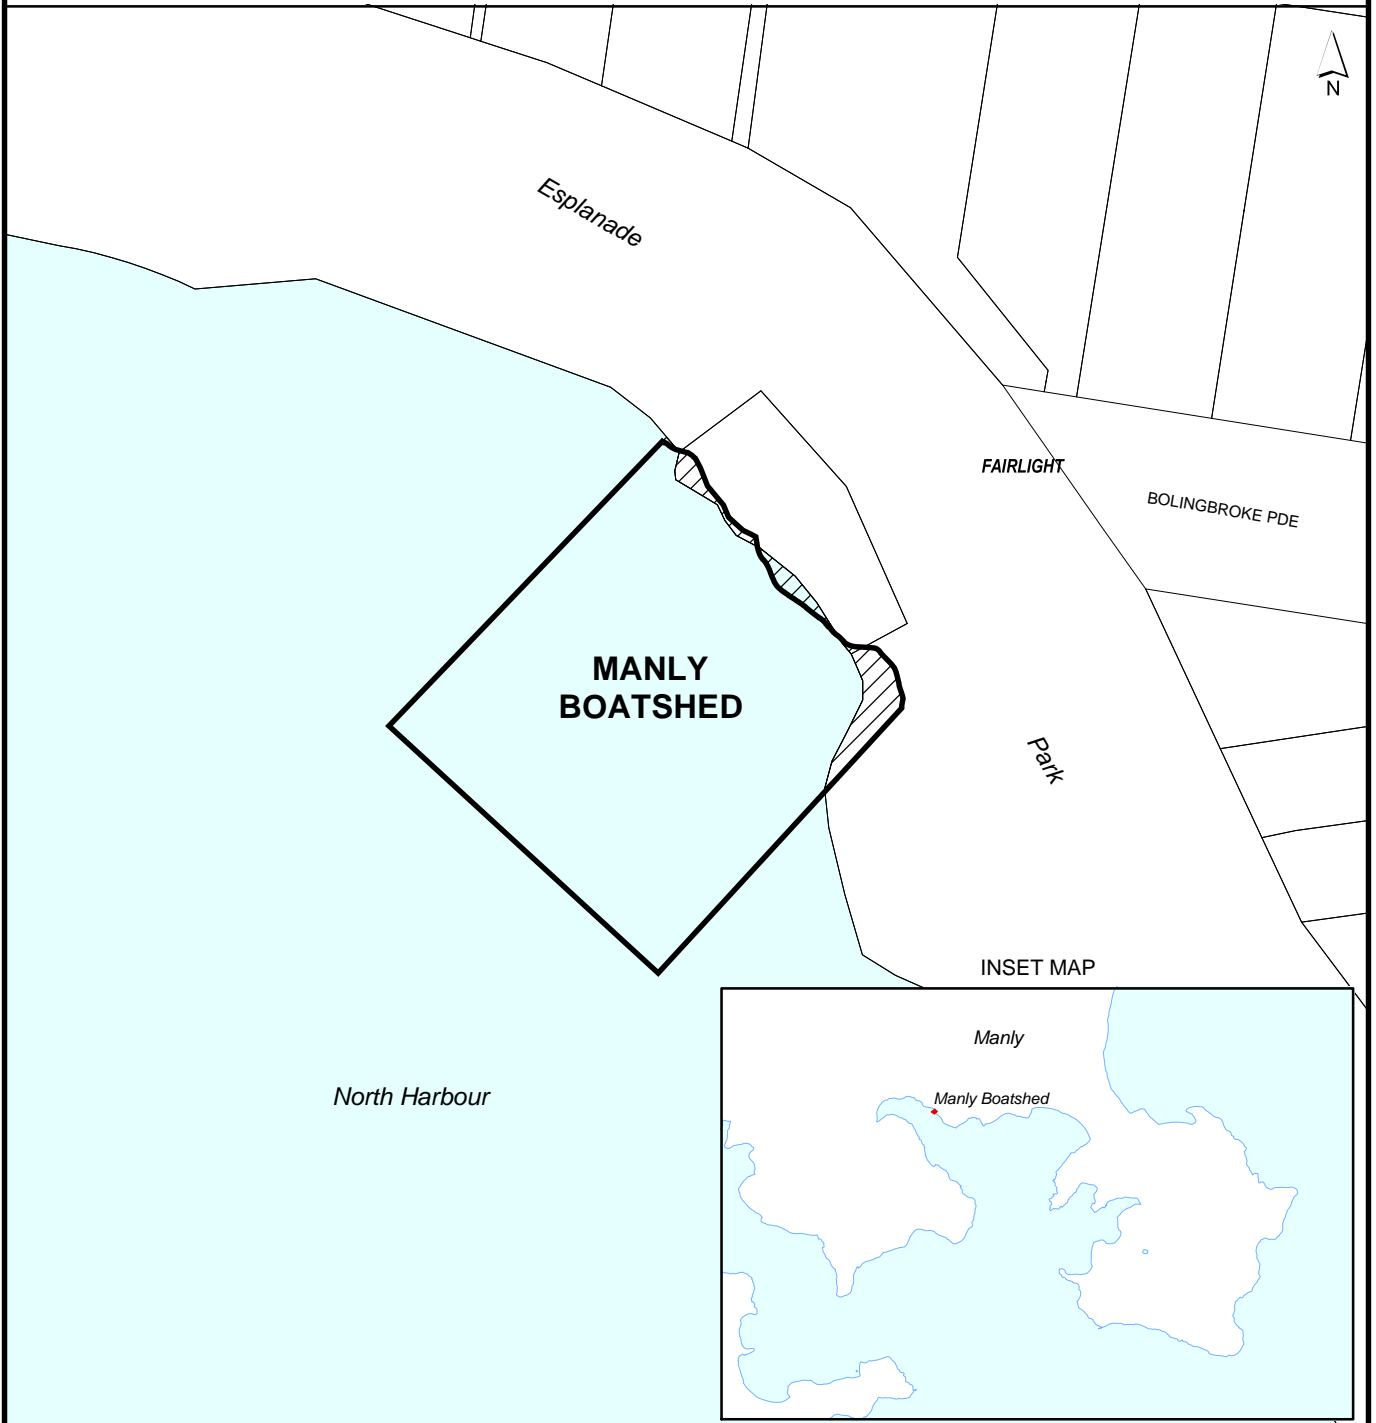 N
Esplanade
FAIRLIGHT
BOLINGBROKE PDE
MANLY
BOATSHED
Park
INSET MAP
Manly
Manly Boatshed
North Harbour